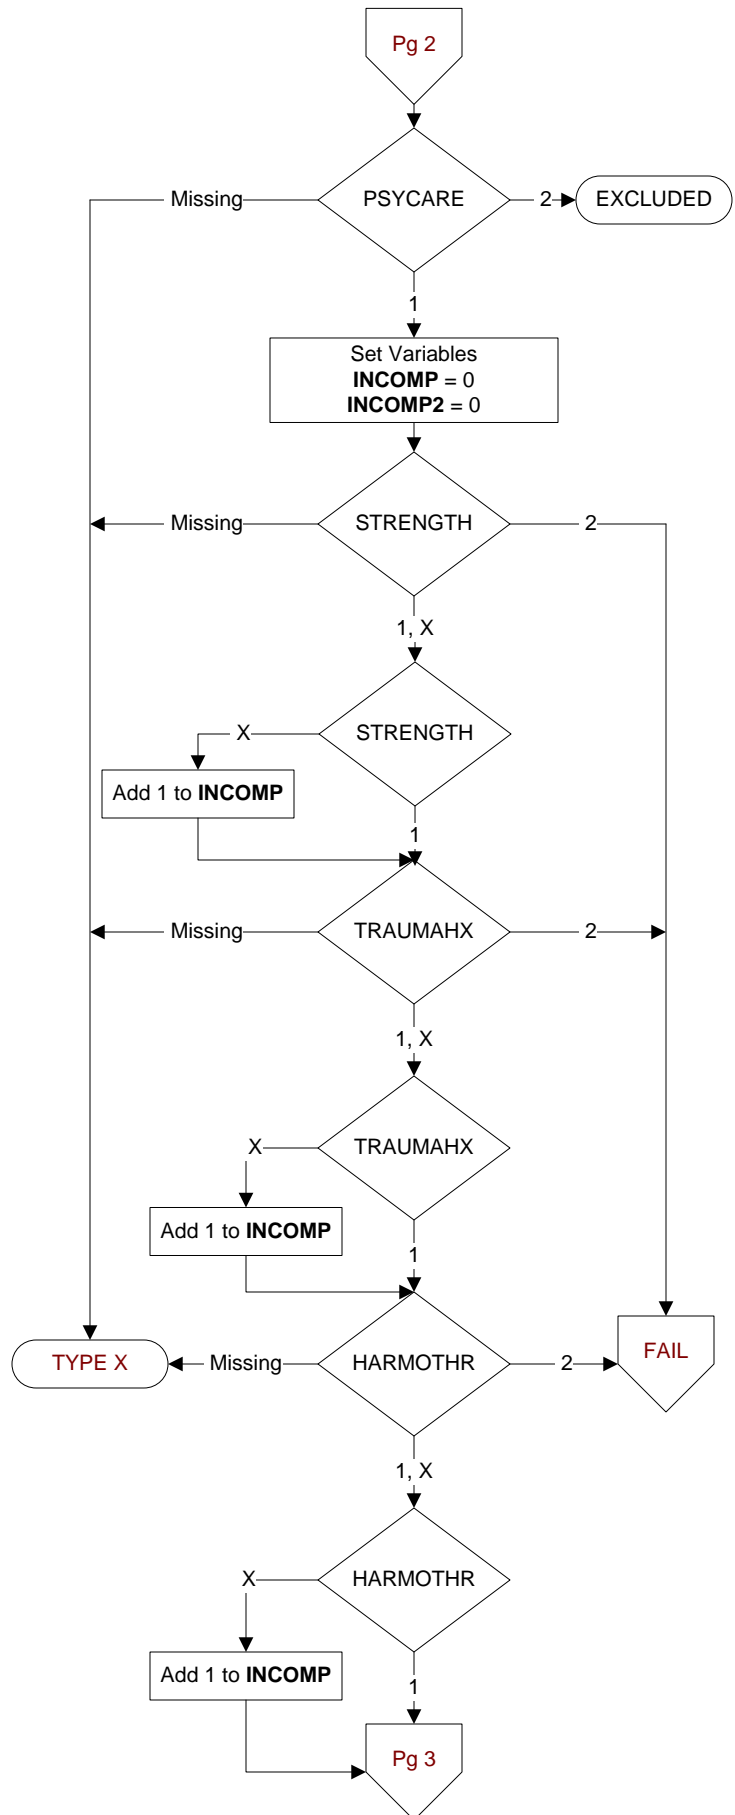 Pg 2
Missing
PSYCARE
2
EXCLUDED
1
Set Variables
INCOMP = 0
INCOMP2 = 0
Missing
STRENGTH
2
1, X
X
STRENGTH
Add 1 to INCOMP
1
Missing
TRAUMAHX
2
1, X
X
TRAUMAHX
Add 1 to INCOMP
1
TYPE X
Missing
HARMOTHR
2
FAIL
1, X
X
HARMOTHR
Add 1 to INCOMP
1
Pg 3